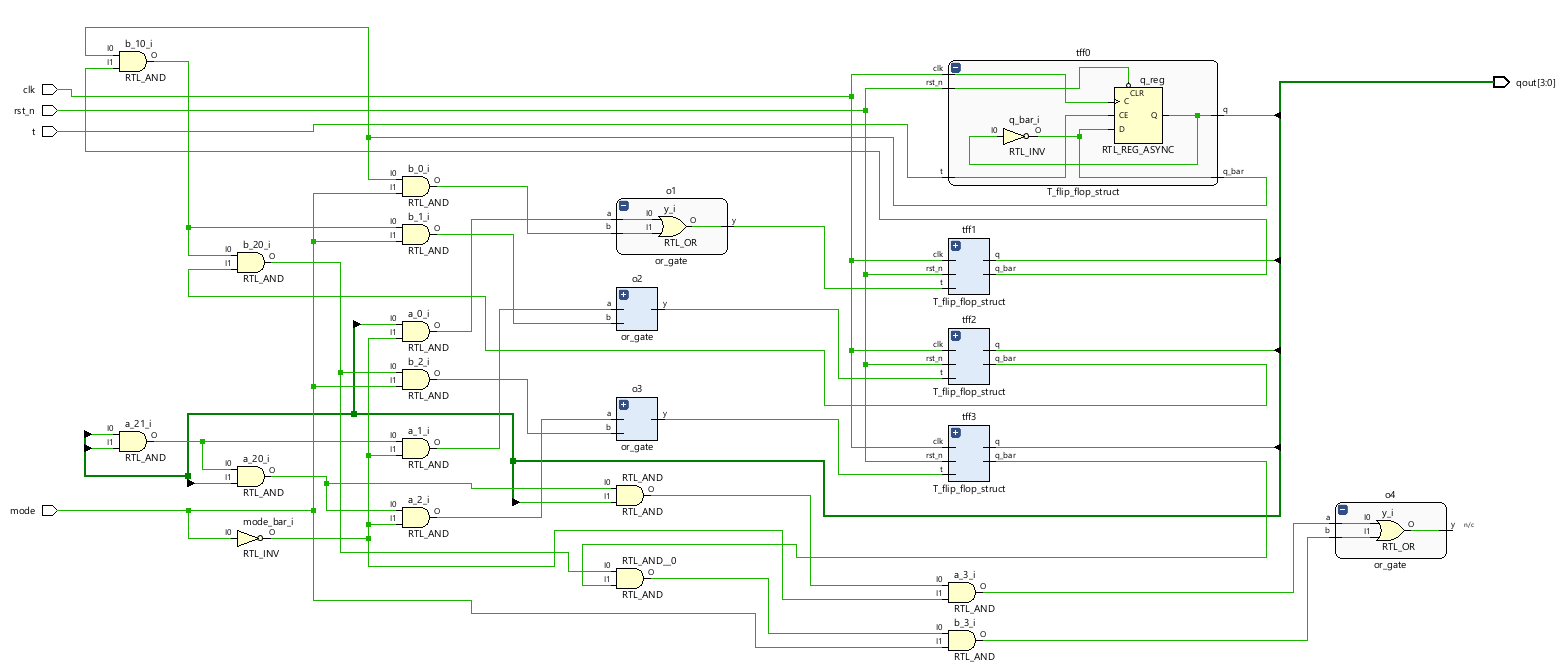 clk
rst_n
t
mode
b_10_i
I0
I1
O
RTL_AND
b_20_i
I0
I1
O
RTL_AND
a_21_i
I0
I1
O
RTL_AND
a_20_i
I0
I1
O
RTL_AND
mode_bar_i
I0
O
RTL_INV
b_0_i
I0
I1
O
RTL_AND
b_1_i
I0
I1
O
RTL_AND
a_0_i
I0
I1
O
RTL_AND
b_2_i
I0
I1
O
RTL_AND
a_1_i
I0
I1
O
RTL_AND
a_2_i
I0
I1
O
RTL_AND
o1
a
b
y_i
I0
I1
O
RTL_OR
y
or_gate
o2
a
b
y
or_gate
o3
a
b
y
or_gate
RTL_AND
I0
I1
O
RTL_AND
RTL_AND__0
I0
I1
O
RTL_AND
tff0
clk
rst_n
t
q_bar_i
I0
O
RTL_INV
q_reg
CLR
C
CE
D
Q
RTL_REG_ASYNC
q
q_bar
T_flip_flop_struct
tff1
clk
rst_n
t
q
q_bar
T_flip_flop_struct
tff2
clk
rst_n
t
q
q_bar
T_flip_flop_struct
tff3
clk
rst_n
t
q
q_bar
T_flip_flop_struct
a_3_i
I0
I1
O
RTL_AND
b_3_i
I0
I1
O
RTL_AND
o4
a
b
y_i
I0
I1
O
RTL_OR
y
n/c
or_gate
qout[3:0]